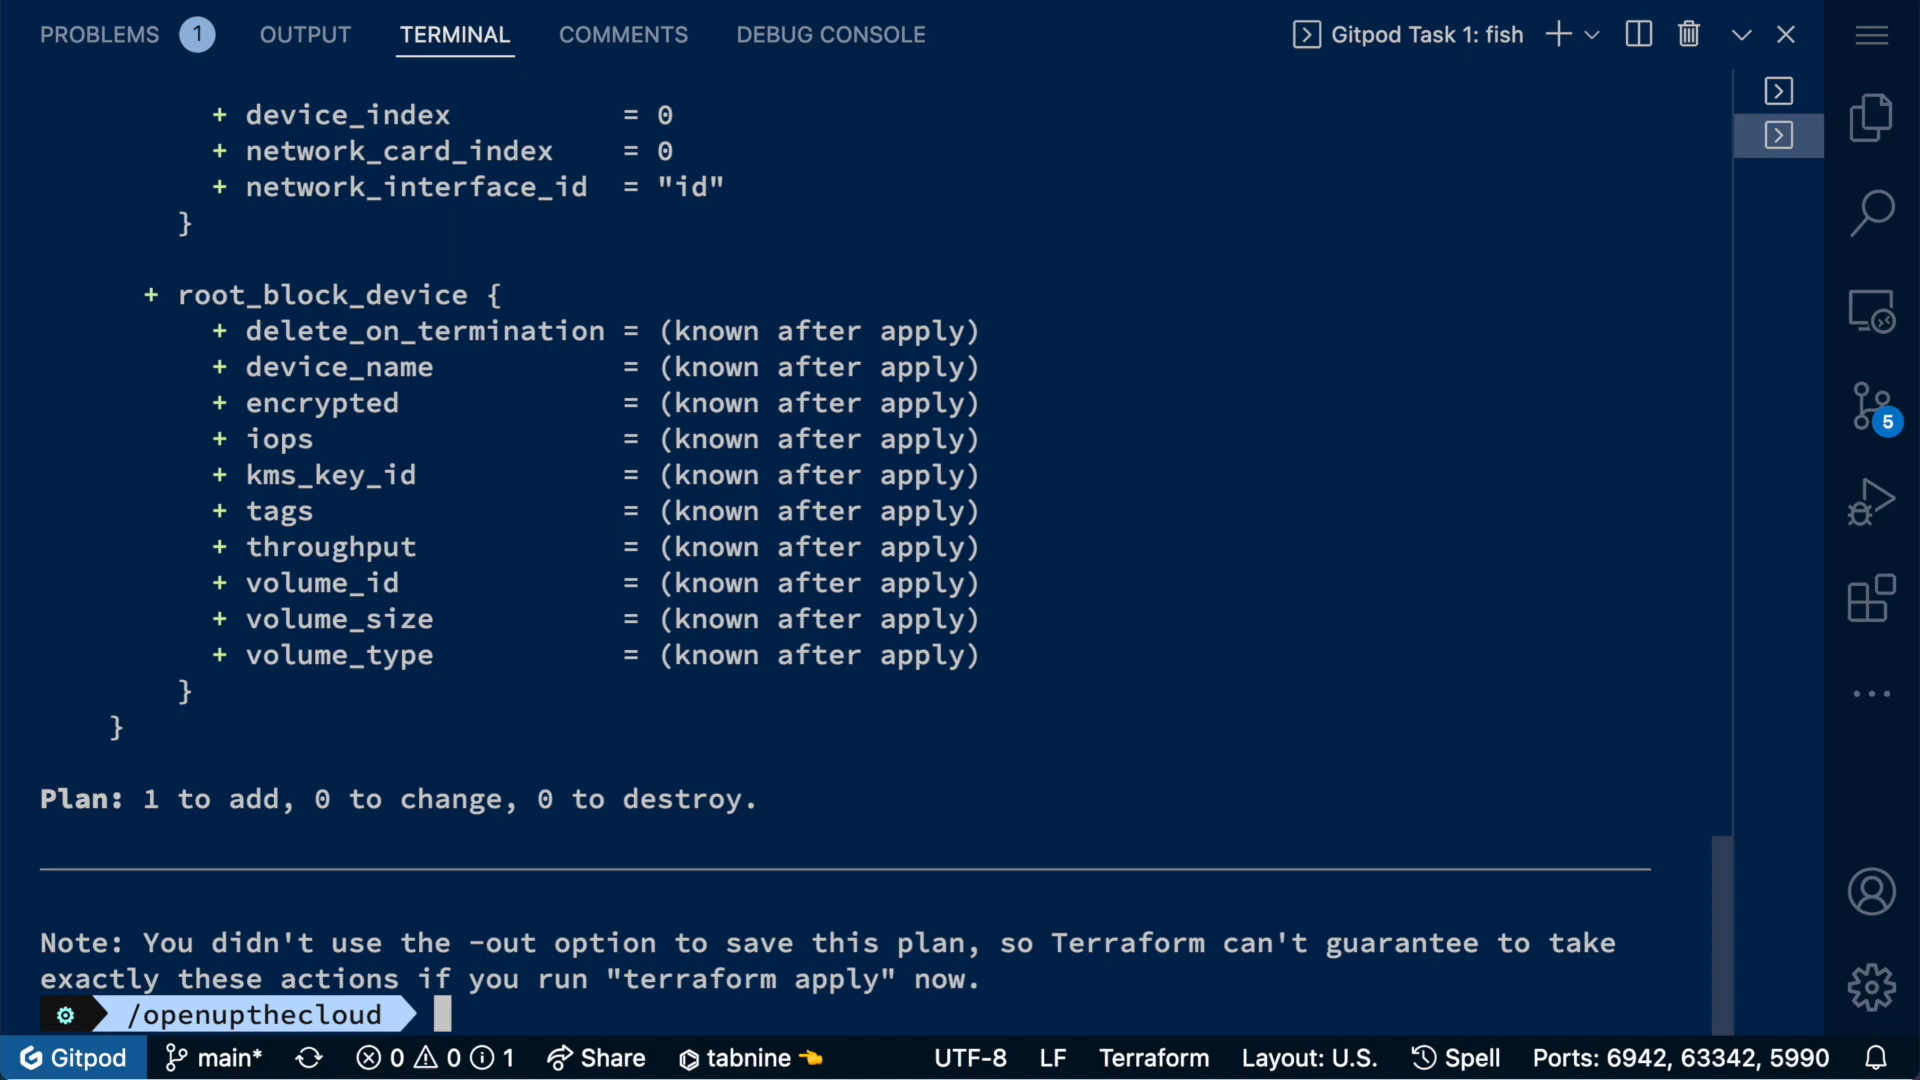 PROBLEMS 1 OUTPUT TERMINAL COMMENTS DEBUG CONSOLE Gitpod Task 1: fish
+ device_index = 0
+ network_card_index = 0
+ network_interface_id = "id"
}
+ root_block_device {
+ delete_on_termination = (known after apply)
+ device_name = (known after apply)
+ encrypted = (known after apply)
+ iops = (known after apply)
+ kms_key_id = (known after apply)
+ tags = (known after apply)
+ throughput = (known after apply)
+ volume_id = (known after apply)
+ volume_size = (known after apply)
+ volume_type = (known after apply)
}
}
Plan: 1 to add, 0 to change, 0 to destroy.
Note: You didn't use the -out option to save this plan, so Terraform can't guarantee to take
exactly these actions if you run "terraform apply" now.
/openupthecloud
5
Gitpod main* 0 0 1 Share tabnine 👈 UTF-8 LF Terraform Layout: U.S. Spell Ports: 6942, 63342, 5990